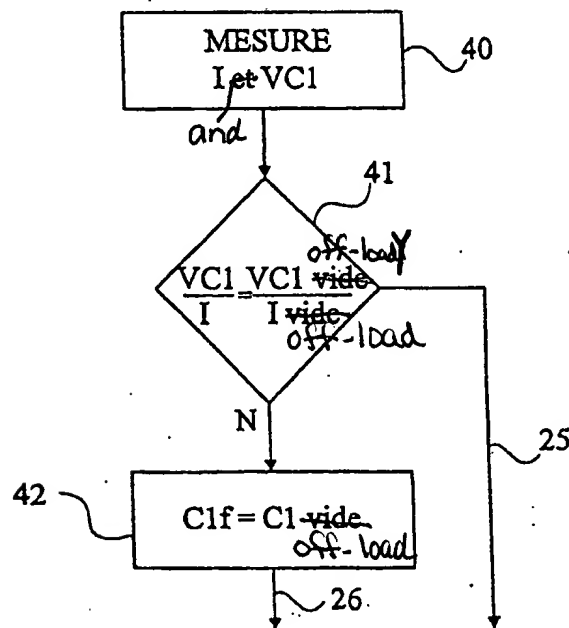 MESURE
I et VC1
and
40
41
off-load Y
VC1 = VC1 vide
I I vide
off-load
N
25
42
C1f = C1 vide
off-load
26